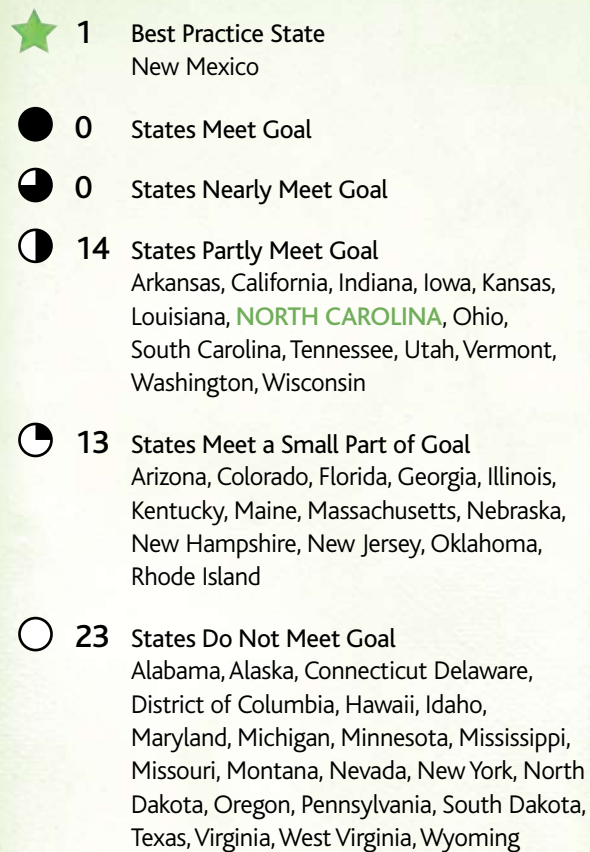 1 Best Practice State
New Mexico
0 States Meet Goal
0 States Nearly Meet Goal
14 States Partly Meet Goal
Arkansas, California, Indiana, Iowa, Kansas,
Louisiana, NORTH CAROLINA, Ohio,
South Carolina, Tennessee, Utah, Vermont,
Washington, Wisconsin
13 States Meet a Small Part of Goal
Arizona, Colorado, Florida, Georgia, Illinois,
Kentucky, Maine, Massachusetts, Nebraska,
New Hampshire, New Jersey, Oklahoma,
Rhode Island
23 States Do Not Meet Goal
Alabama, Alaska, Connecticut Delaware,
District of Columbia, Hawaii, Idaho,
Maryland, Michigan, Minnesota, Mississippi,
Missouri, Montana, Nevada, New York, North
Dakota, Oregon, Pennsylvania, South Dakota,
Texas, Virginia, West Virginia, Wyoming